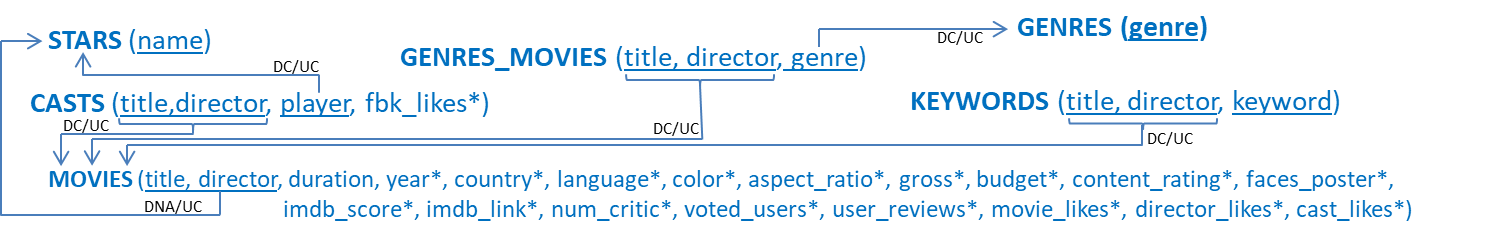 STARS (name)
DC/UC
GENRES (genre)
GENRES_MOVIES (title, director, genre)
DC/UC
CASTS (title,director, player, fbk_likes*)
KEYWORDS (title, director, keyword)
DC/UC
DC/UC
DC/UC
MOVIES (title, director, duration, year*, country*, language*, color*, aspect_ratio*, gross*, budget*, content_rating*, faces_poster*,
DNA/UC
imdb_score*, imdb_link*, num_critic*, voted_users*, user_reviews*, movie_likes*, director_likes*, cast_likes*)